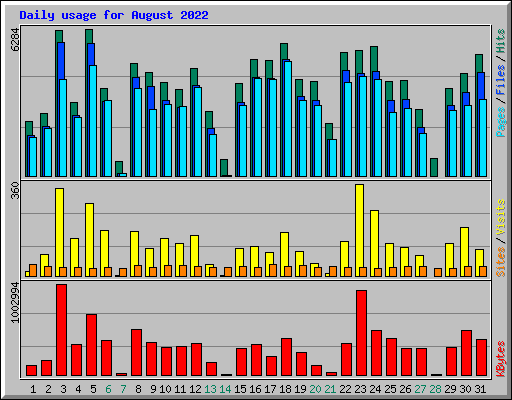 Daily usage for August 2022
6284
Pages / Files / Hits
360
Sites / Visits
1002994
KBytes
1 2 3 4 5 6 7 8 9 10 11 12 13 14 15 16 17 18 19 20 21 22 23 24 25 26 27 28 29 30 31